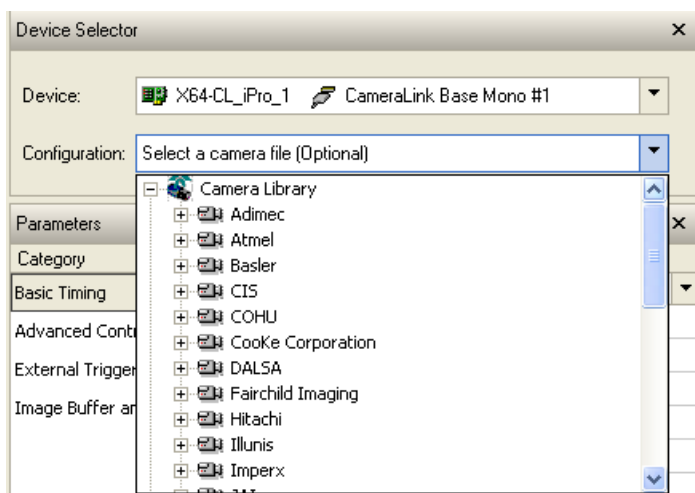 Device Selector
Device:
X64-CL_iPro_1
CameraLink Base Mono #1
Configuration:
Select a camera file (Optional)
Camera Library
Adimec
Atmel
Basler
CIS
COHU
CooKe Corporation
DALSA
Fairchild Imaging
Hitachi
Illunis
Imperx
Parameters
Category
Basic Timing
Advanced Contr
External Trigger
Image Buffer an